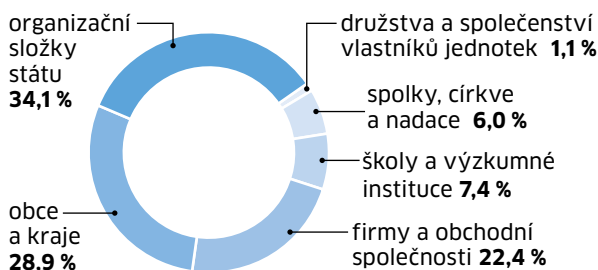 organizační
složky
státu
34,1 %
družstva a společenství
vlastníků jednotek 1,1 %
spolky, církve
a nadace 6,0 %
školy a výzkumné
instituce 7,4 %
firmy a obchodní
společnosti 22,4 %
obce
a kraje
28,9 %